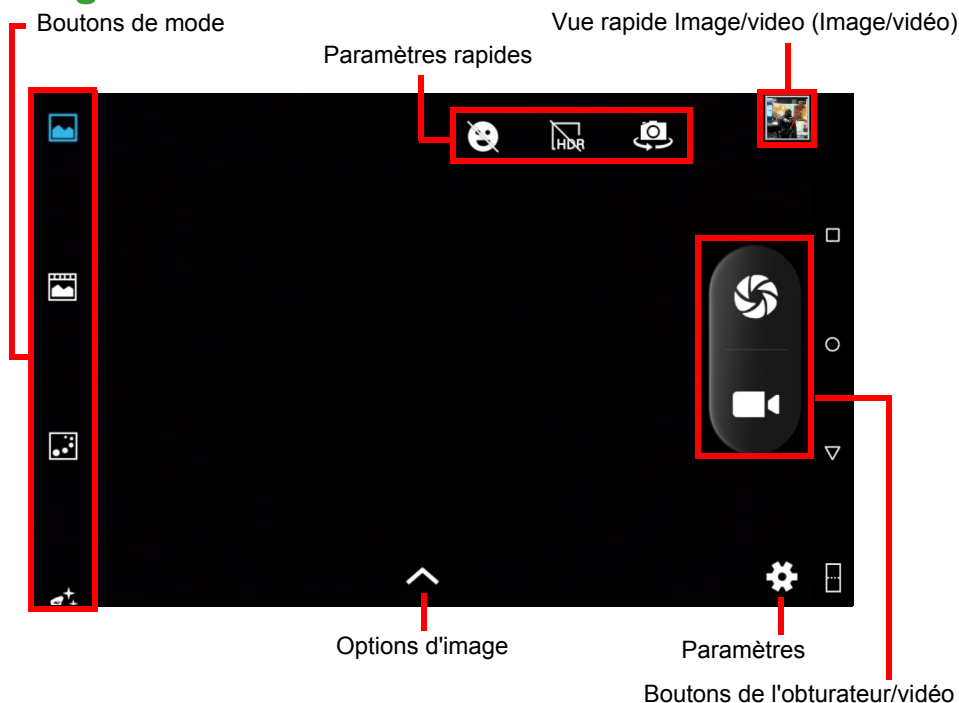 Boutons de mode
Vue rapide Image/video (Image/vidéo)
Paramètres rapides
HDR
Options d'image
Paramètres
Boutons de l'obturateur/vidéo